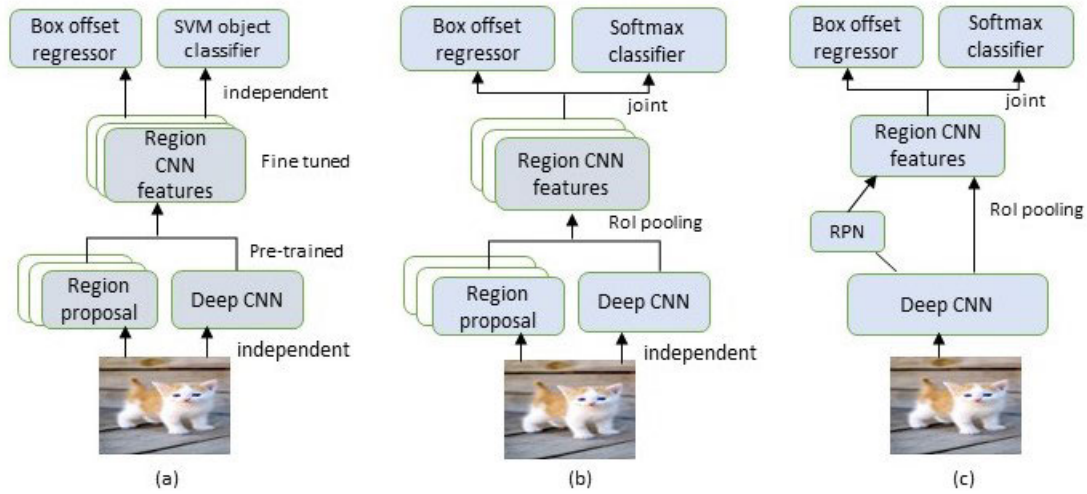 Box offset
regressor
SVM object
classifier
independent
Region
CNN
features
Fine tuned
Pre-trained
Region
proposal
Deep CNN
independent
(a)
Box offset
regressor
Softmax
classifier
joint
Region CNN
features
RoI pooling
Region
proposal
Deep CNN
independent
(b)
Box offset
regressor
Softmax
classifier
joint
Region CNN
features
RoI pooling
RPN
Deep CNN
(c)